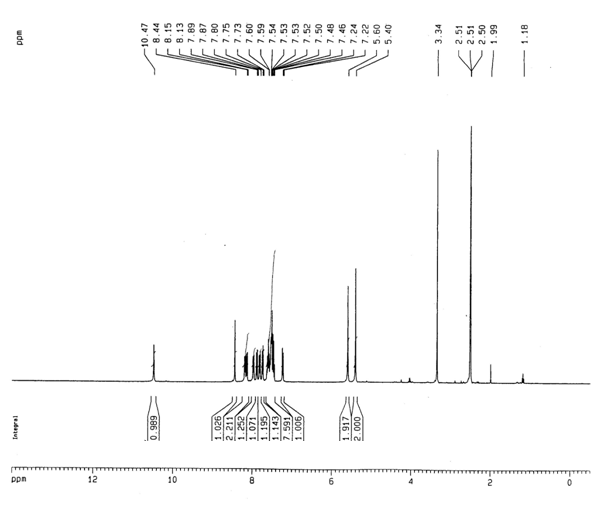 ppm
10.47 8.44 8.15 8.13 7.89 7.87 7.80 7.75 7.73 7.60 7.59 7.54 7.53 7.53 7.52 7.50 7.48 7.46 7.24 7.22 5.60 5.40 3.34 2.51 2.51 2.50 1.99 1.18
Integral
0.989 1.026 2.211 1.252 1.071 1.195 1.143 7.591 1.006 1.917 2.000
ppm 12 10 8 6 4 2 0